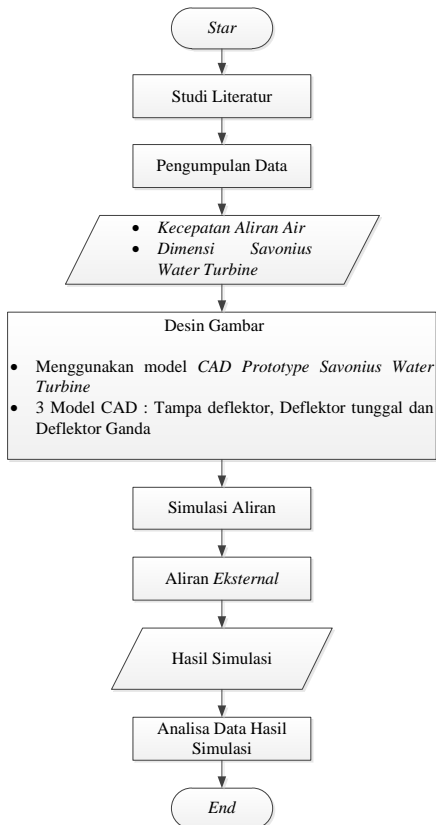 Star
Studi Literatur
Pengumpulan Data
• Kecepatan Aliran Air
• Dimensi Savonius
Water Turbine
Desin Gambar
• Menggunakan model CAD Prototype Savonius Water
Turbine
• 3 Model CAD : Tampa deflektor, Deflektor tunggal dan
Deflektor Ganda
Simulasi Aliran
Aliran Eksternal
Hasil Simulasi
Analisa Data Hasil
Simulasi
End